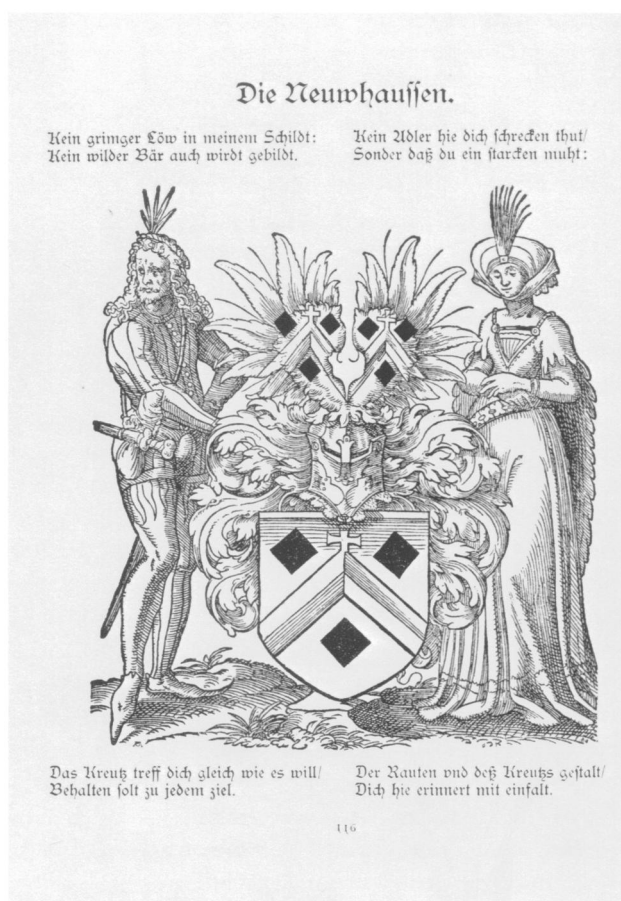 Die Neuwhaussen.
Kein grimger Löw in meinem Schildt:
Kein wilder Bär auch wirdt gebildt.
Kein Adler hie dich schrecken thut/
Sonder daß du ein starcken muht:
Das Kreutz treff dich gleich wie es will/
Behalten solt zu jedem ziel.
Der Rauten vnd deß Kreutzs gestalt/
Dich hie erinnert mit einfalt.
116